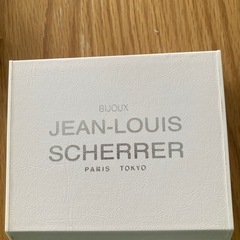 BIJOUX
JEAN-LOUIS
SCHERRER
PARIS TOKYO